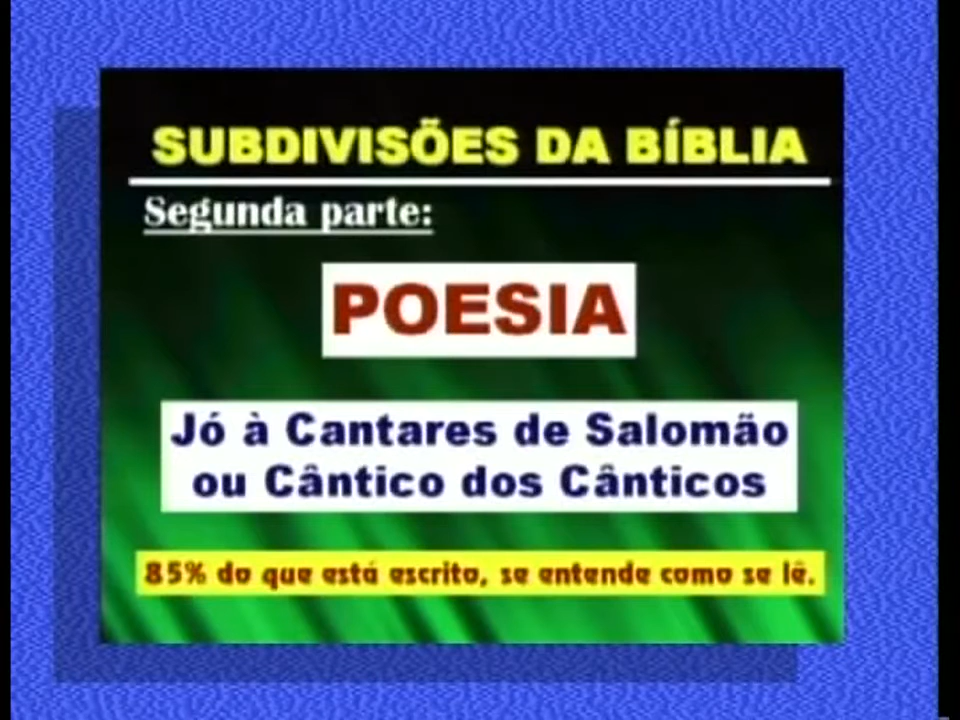 SUBDIVISÕES DA BÍBLIA
Segunda parte:
POESIA
Jó à Cantares de Salomão
ou Cântico dos Cânticos
85% do que está escrito, se entende como se lê.